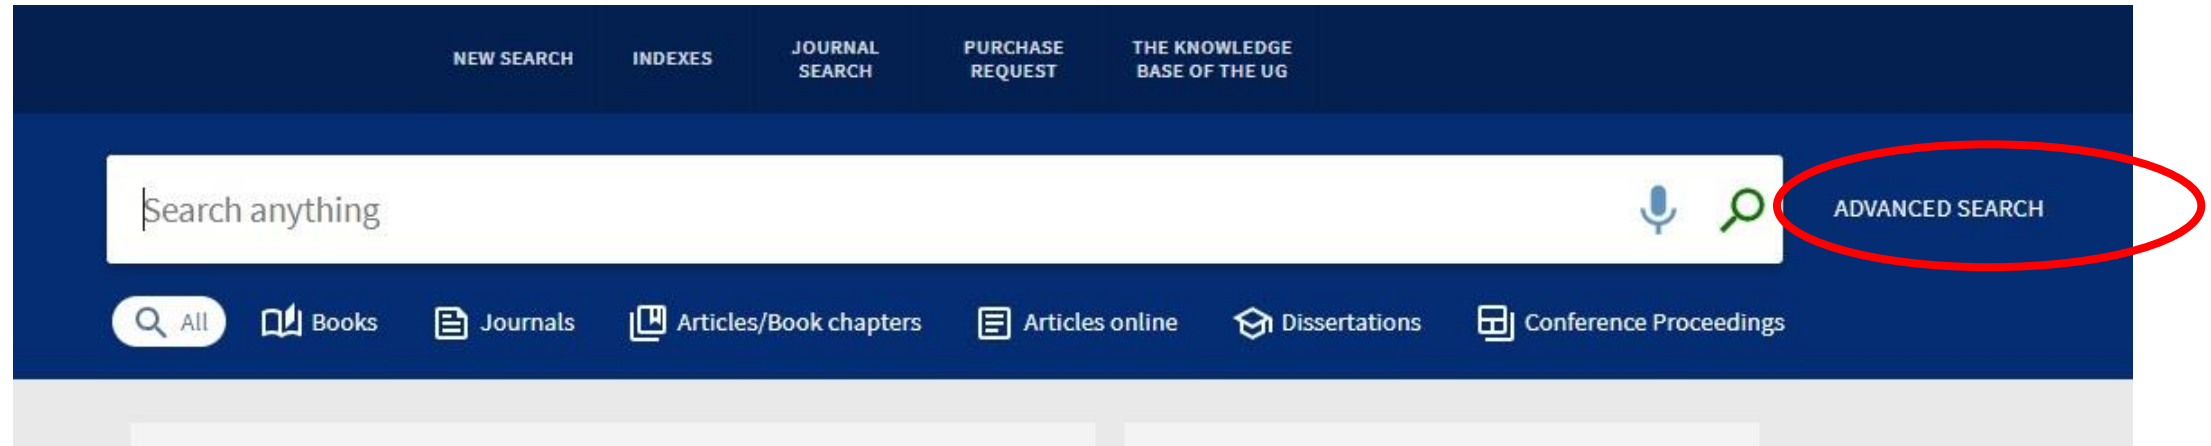 NEW SEARCH
INDEXES
JOURNAL
SEARCH
PURCHASE
REQUEST
THE KNOWLEDGE
BASE OF THE UG
Search anything
ADVANCED SEARCH
All
Books
Journals
Articles/Book chapters
Articles online
Dissertations
Conference Proceedings